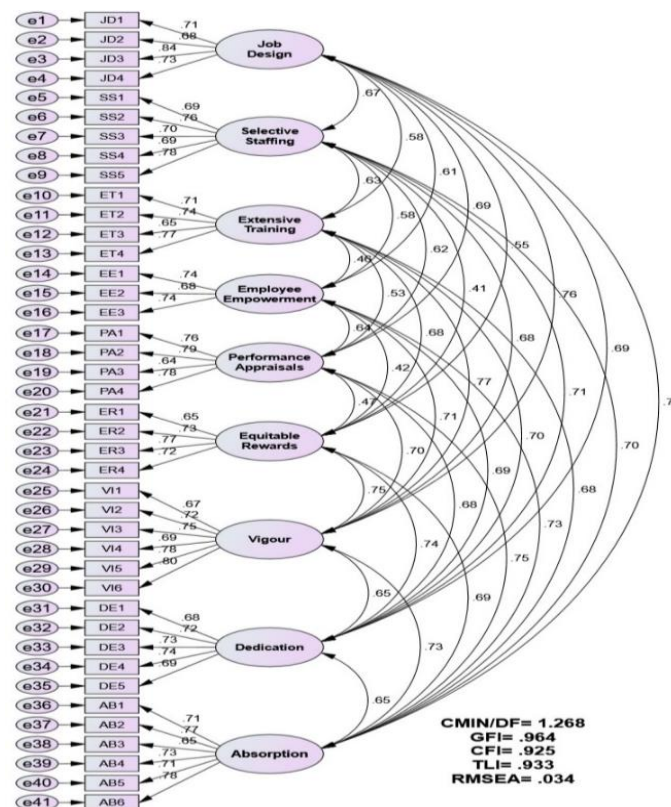 e1 JD1 .71
e2 JD2 .68
e3 JD3 .84
e4 JD4 .73
Job
Design
e5 SS1 .69
e6 SS2 .76
e7 SS3 .70
e8 SS4 .69
e9 SS5 .78
Selective
Staffing
e10 ET1 .71
e11 ET2 .74
e12 ET3 .65
e13 ET4 .77
Extensive
Training
e14 EE1 .74
e15 EE2 .68
e16 EE3 .74
Employee
Empowerment
e17 PA1 .76
e18 PA2 .79
e19 PA3 .64
e20 PA4 .78
Performance
Appraisals
e21 ER1 .65
e22 ER2 .73
e23 ER3 .77
e24 ER4 .72
Equitable
Rewards
e25 VI1 .67
e26 VI2 .72
e27 VI3 .75
e28 VI4 .69
e29 VI5 .78
e30 VI6 .80
Vigour
e31 DE1 .68
e32 DE2 .72
e33 DE3 .73
e34 DE4 .74
e35 DE5 .69
Dedication
e36 AB1 .71
e37 AB2 .77
e38 AB3 .65
e39 AB4 .73
e40 AB5 .71
e41 AB6 .78
Absorption
.67
.58
.63 .61
.58 .69
.46 .62 .55
.53 .41 .76
.64 .68 .68 .69
.42 .77 .71
.47 .71 .70 .70
.70 .69 .68
.75 .68 .73
.74 .75
.65 .69
.73
.65
CMIN/DF= 1.268
GFI= .964
CFI= .925
TLI= .933
RMSEA= .034